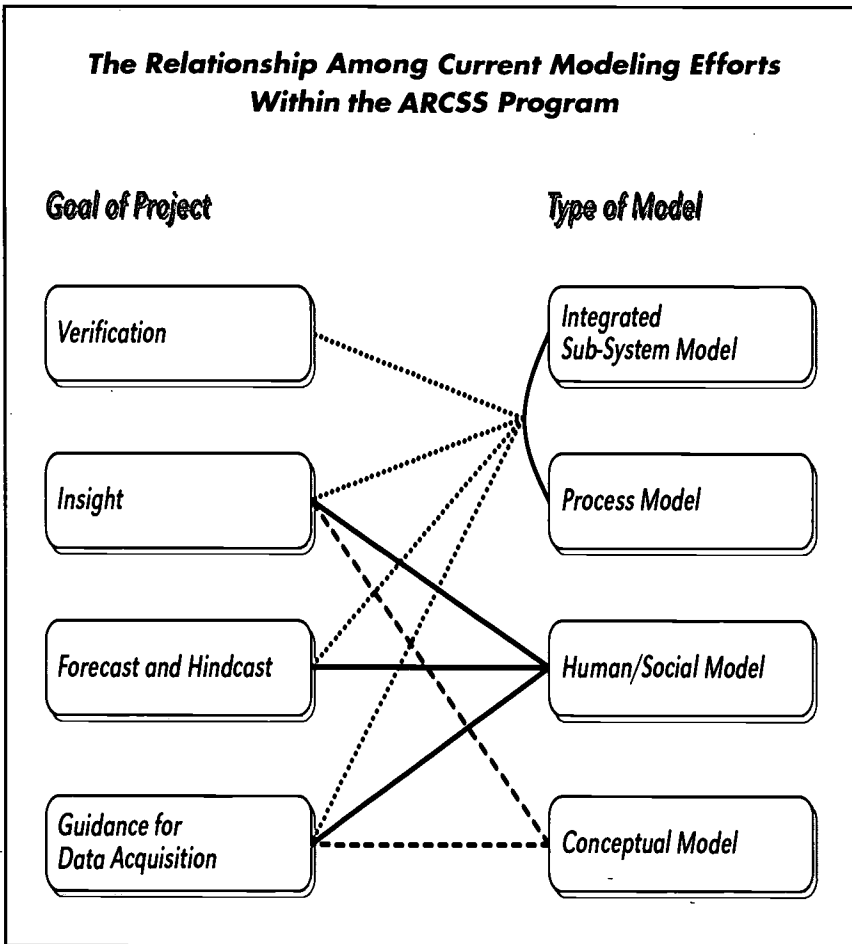 The Relationship Among Current Modeling Efforts
Within the ARCSS Program
Goal of Project
Type of Model
Verification
Integrated
Sub-System Model
Insight
Process Model
Forecast and Hindcast
Human/Social Model
Guidance for
Data Acquisition
Conceptual Model